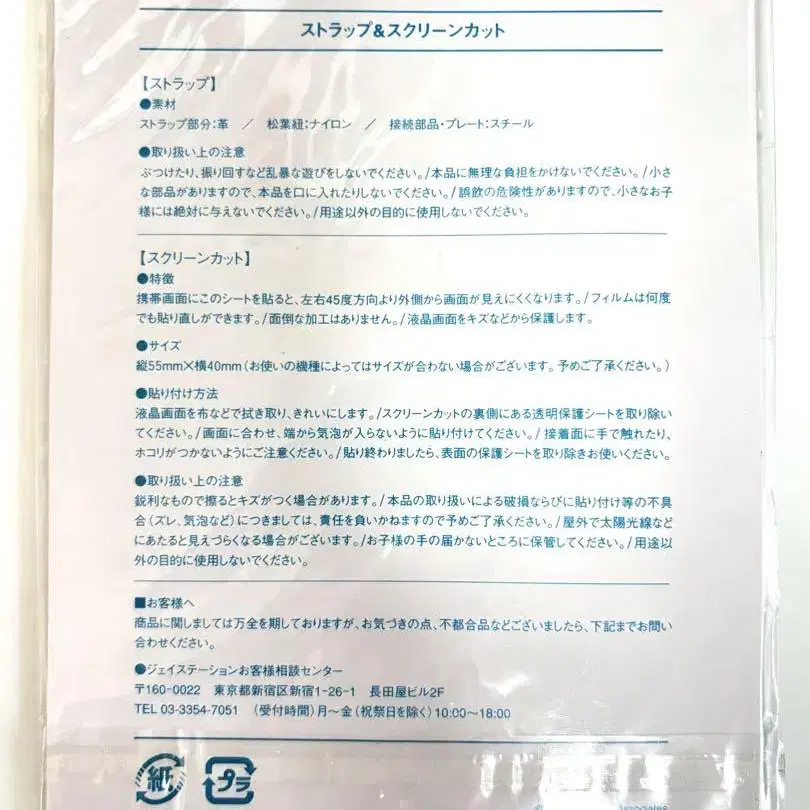 ストラップ&スクリーンカット
【ストラップ】
●素材
ストラップ部分：革　／　松葉紐：ナイロン　／　接続部品・プレート：スチール
●取り扱い上の注意
ぶつけたり、振り回すなど乱暴な遊びをしないでください。/本品に無理な負担をかけないでください。/小さ
な部品がありますので、本品を口に入れたりしないでください。/誤飲の危険性がありますので、小さなお子
様には絶対に与えないでください。/用途以外の目的に使用しないでください。
【スクリーンカット】
●特徴
携帯画面にこのシートを貼ると、左右45度方向より外側から画面が見えにくくなります。/フィルムは何度
でも貼り直しができます。/面倒な加工はありません。/液晶画面をキズなどから保護します。
●サイズ
縦55mm×横40mm（お使いの機種によってはサイズが合わない場合がございます。予めご了承ください。）
●貼り付け方法
液晶画面を布などで拭き取り、きれいにします。/スクリーンカットの裏側にある透明保護シートを取り除い
てください。/画面に合わせ、端から気泡が入らないように貼り付けてください。/接着面に手で触れたり、
ホコリがつかないようにご注意ください。/貼り終わりましたら、表面の保護シートを取り除きお使いください。
●取り扱い上の注意
鋭利なもので擦るとキズがつく場合があります。/本品の取り扱いによる破損ならびに貼り付け等の不具
合（ズレ、気泡など）につきましては、責任を負いかねますので予めご了承ください。/屋外で太陽光線など
にあたると見えづらくなる場合がございます。/お子様の手の届かないところに保管してください。/用途以
外の目的に使用しないでください。
■お客様へ
商品に関しましては万全を期しておりますが、お気づきの点、不都合品などございましたら、下記までお問い
合わせください。
●ジェイステーションお客様相談センター
〒160-0022　東京都新宿区新宿1-26-1　長田屋ビル2F
TEL 03-3354-7051　（受付時間）月～金（祝祭日を除く）10:00～18:00
紙 プラ
Associates